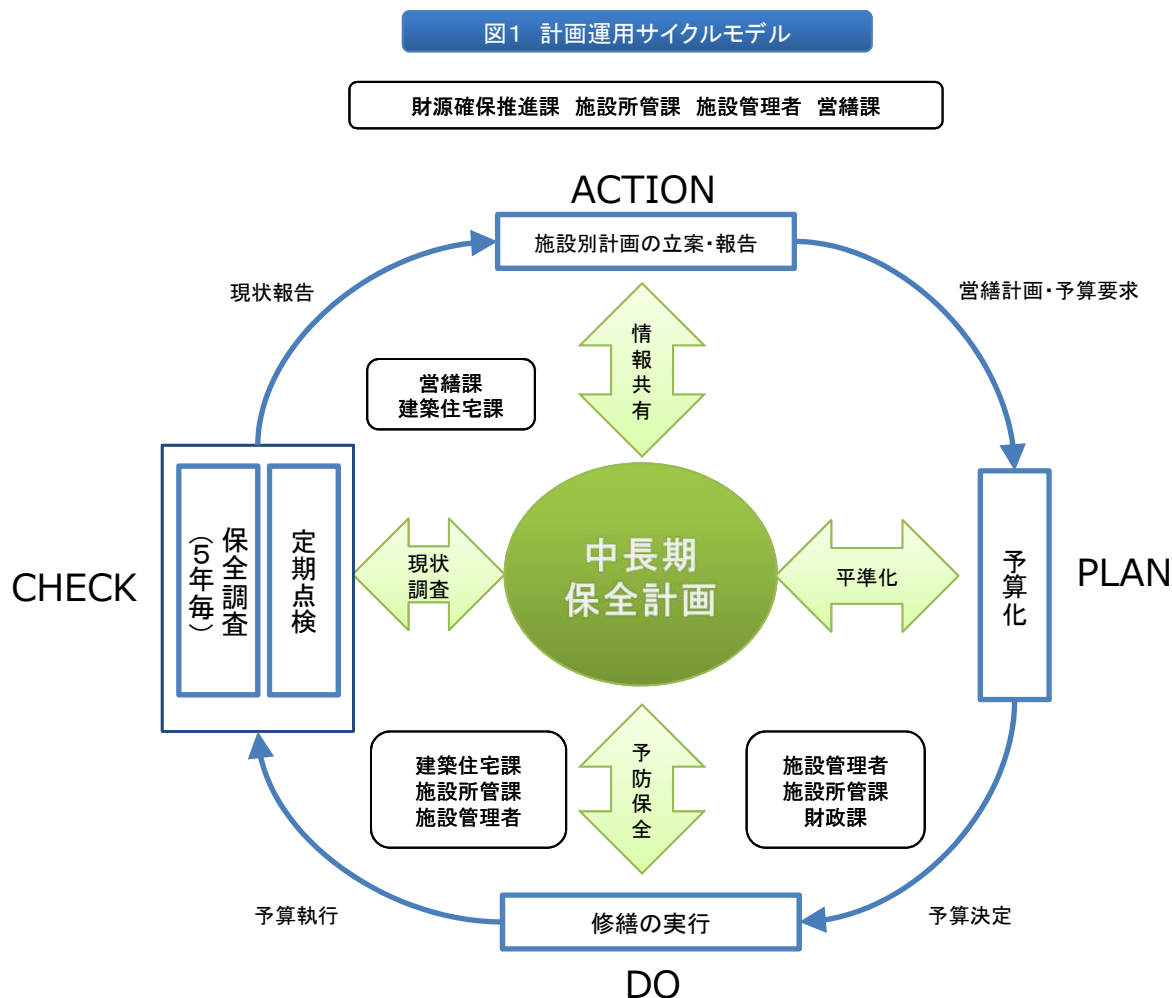 図1 計画運用サイクルモデル
財源確保推進課 施設所管課 施設管理者 営繕課
ACTION
施設別計画の立案・報告
現状報告
営繕計画・予算要求
情報共有
営繕課
建築住宅課
CHECK
保全調査
(5年毎)
定期点検
現状
調査
中長期
保全計画
平準化
予算化
PLAN
建築住宅課
施設所管課
施設管理者
予防保全
施設管理者
施設所管課
財政課
予算執行
修繕の実行
予算決定
DO